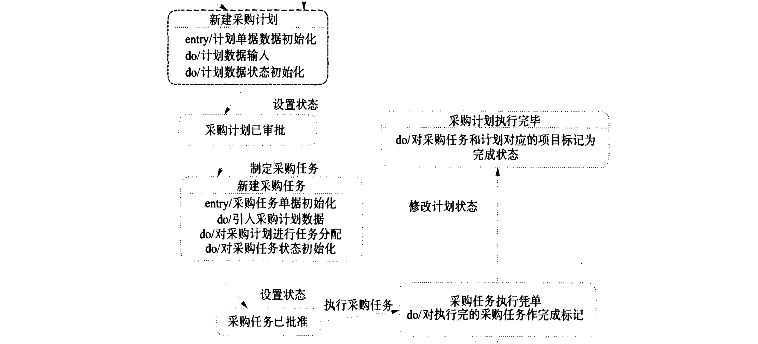 新建采购计划
entry/计划单据数据初始化
do/计划数据输入
do/计划数据状态初始化
设置状态
采购计划已审批
采购计划执行完毕
do/对采购任务和计划对应的项目标记为
完成状态
制定采购任务
新建采购任务
entry/采购任务单据初始化
do/引入采购计划数据
do/对采购计划进行任务分配
do/对采购任务状态初始化
修改计划状态
设置状态
采购任务已批准
执行采购任务
采购任务执行凭单
do/对执行完的采购任务作完成标记